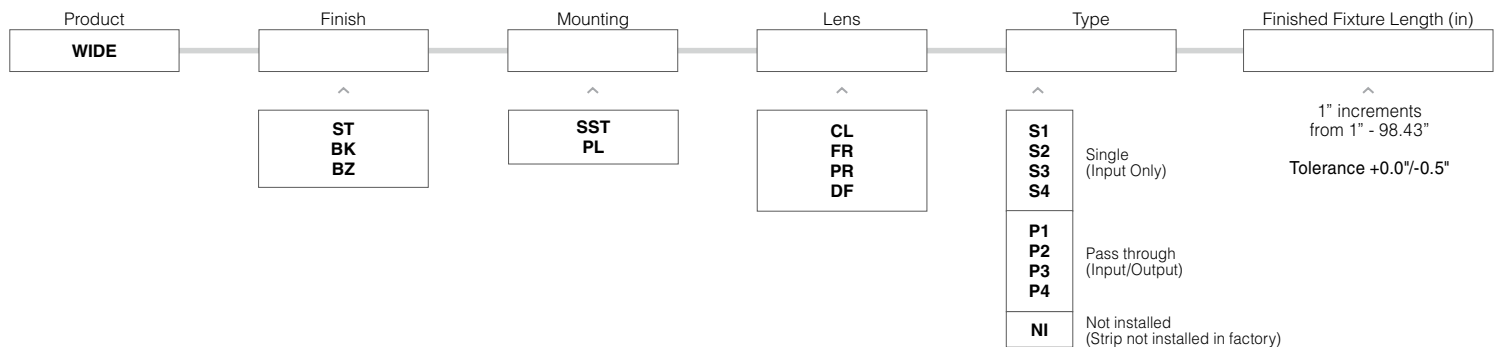 Product
WIDE
Finish
ST
BK
BZ
Mounting
SST
PL
Lens
CL
FR
PR
DF
Type
S1
S2
S3
S4
Single
(Input Only)
P1
P2
P3
P4
Pass through
(Input/Output)
NI
Not installed
(Strip not installed in factory)
Finished Fixture Length (in)
1” increments
from 1” - 98.43”
Tolerance +0.0"/-0.5"